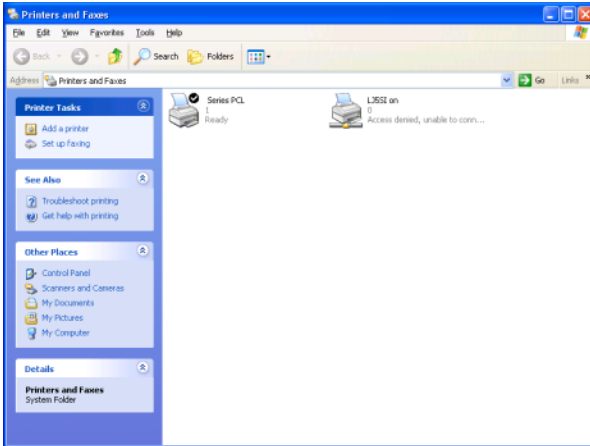 Printers and Faxes
File Edit View Favorites Tools Help
Back Search Folders
Address Printers and Faxes Go Links »
Printer Tasks
Add a printer
Set up faxing
See Also
Troubleshoot printing
Get help with printing
Other Places
Control Panel
Scanners and Cameras
My Documents
My Pictures
My Computer
Details
Printers and Faxes
System Folder
Series PCL
1
Ready
LJ5SI on
0
Access denied, unable to conn...